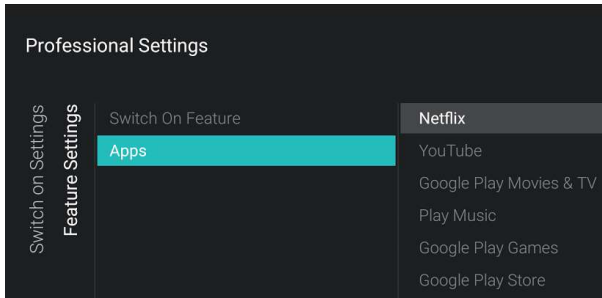 Professional Settings
Switch on Settings
Feature Settings
Switch On Feature
Apps
Netflix
YouTube
Google Play Movies & TV
Play Music
Google Play Games
Google Play Store